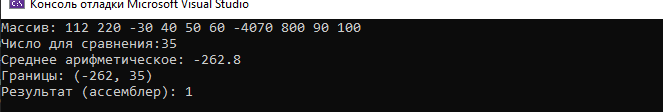 Консоль отладки Microsoft Visual Studio
Массив: 112 220 -30 40 50 60 -4070 800 90 100
Число для сравнения:35
Среднее арифметическое: -262.8
Границы: (-262, 35)
Результат (ассемблер): 1